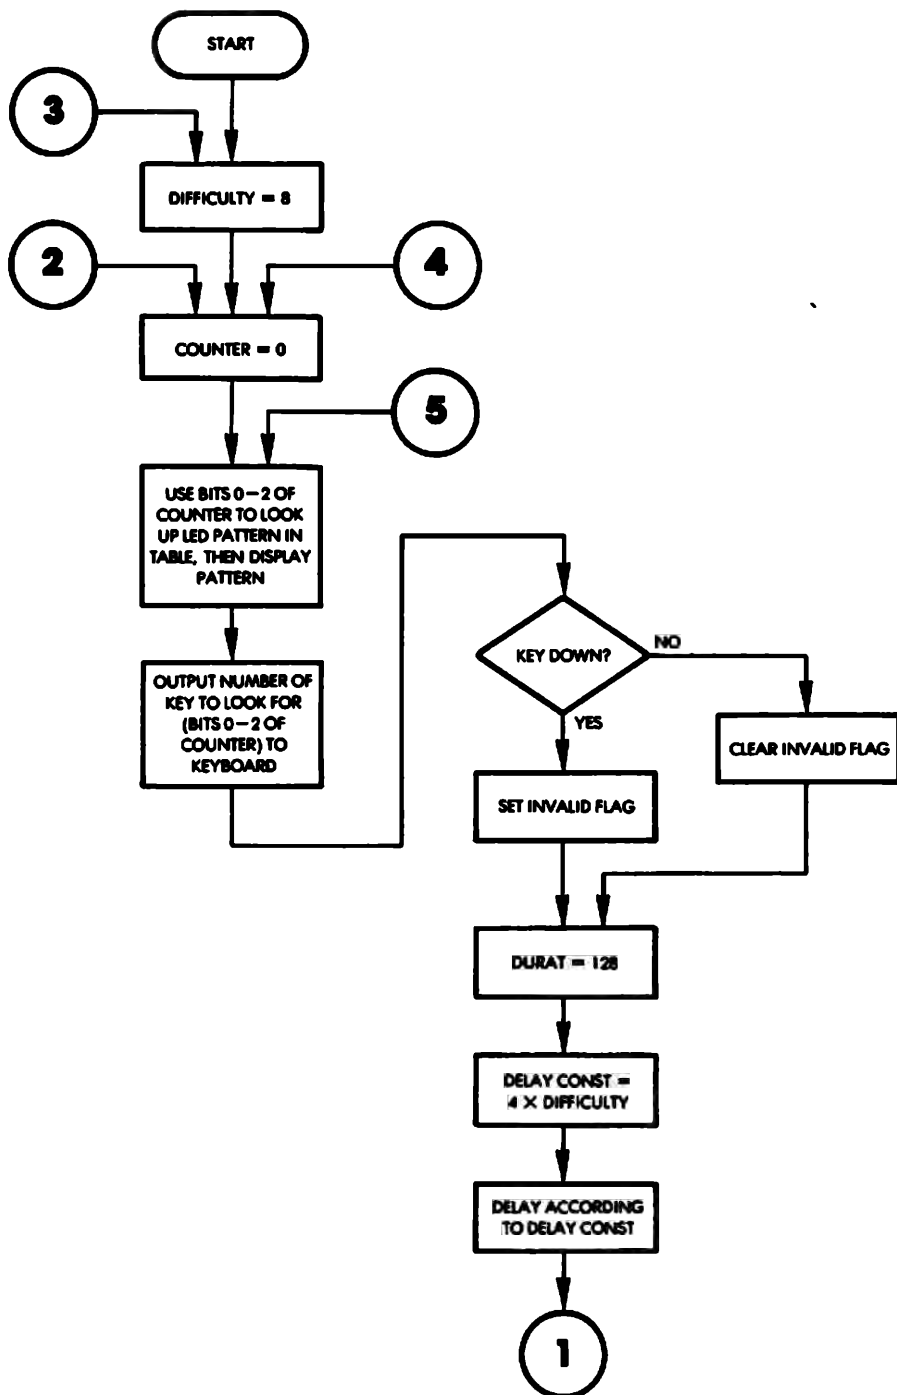 START
3
DIFFICULTY = 8
2
4
COUNTER = 0
5
USE BITS 0-2 OF
COUNTER TO LOOK
UP LED PATTERN IN
TABLE, THEN DISPLAY
PATTERN
OUTPUT NUMBER OF
KEY TO LOOK FOR
(BITS 0-2 OF
COUNTER) TO
KEYBOARD
KEY DOWN?
NO
YES
CLEAR INVALID FLAG
SET INVALID FLAG
DURAT = 128
DELAY CONST =
4 × DIFFICULTY
DELAY ACCORDING
TO DELAY CONST
1